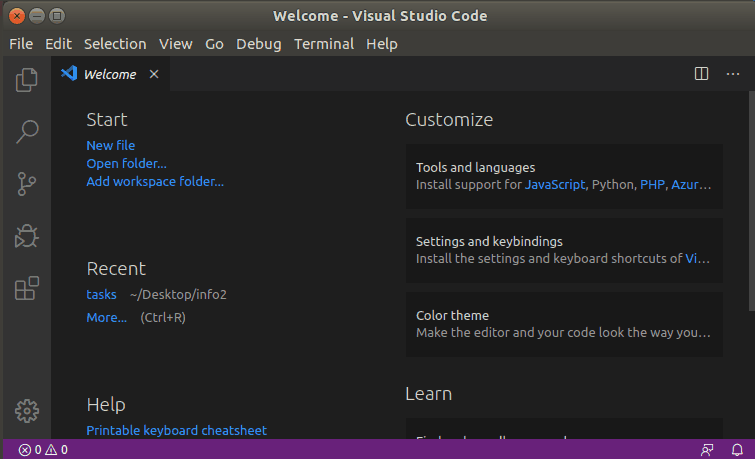 Welcome - Visual Studio Code
File Edit Selection View Go Debug Terminal Help
Welcome
Start
New file
Open folder...
Add workspace folder...
Recent
tasks ~/Desktop/info2
More... (Ctrl+R)
Help
Printable keyboard cheatsheet
Customize
Tools and languages
Install support for JavaScript, Python, PHP, Azur...
Settings and keybindings
Install the settings and keyboard shortcuts of Vi...
Color theme
Make the editor and your code look the way you...
Learn
0 0